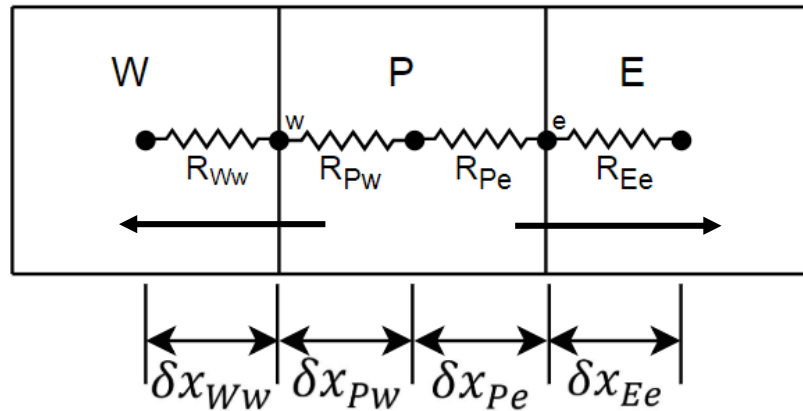 W P E
w e
R_Ww R_Pw R_Pe R_Ee
δx_Ww δx_Pw δx_Pe δx_Ee